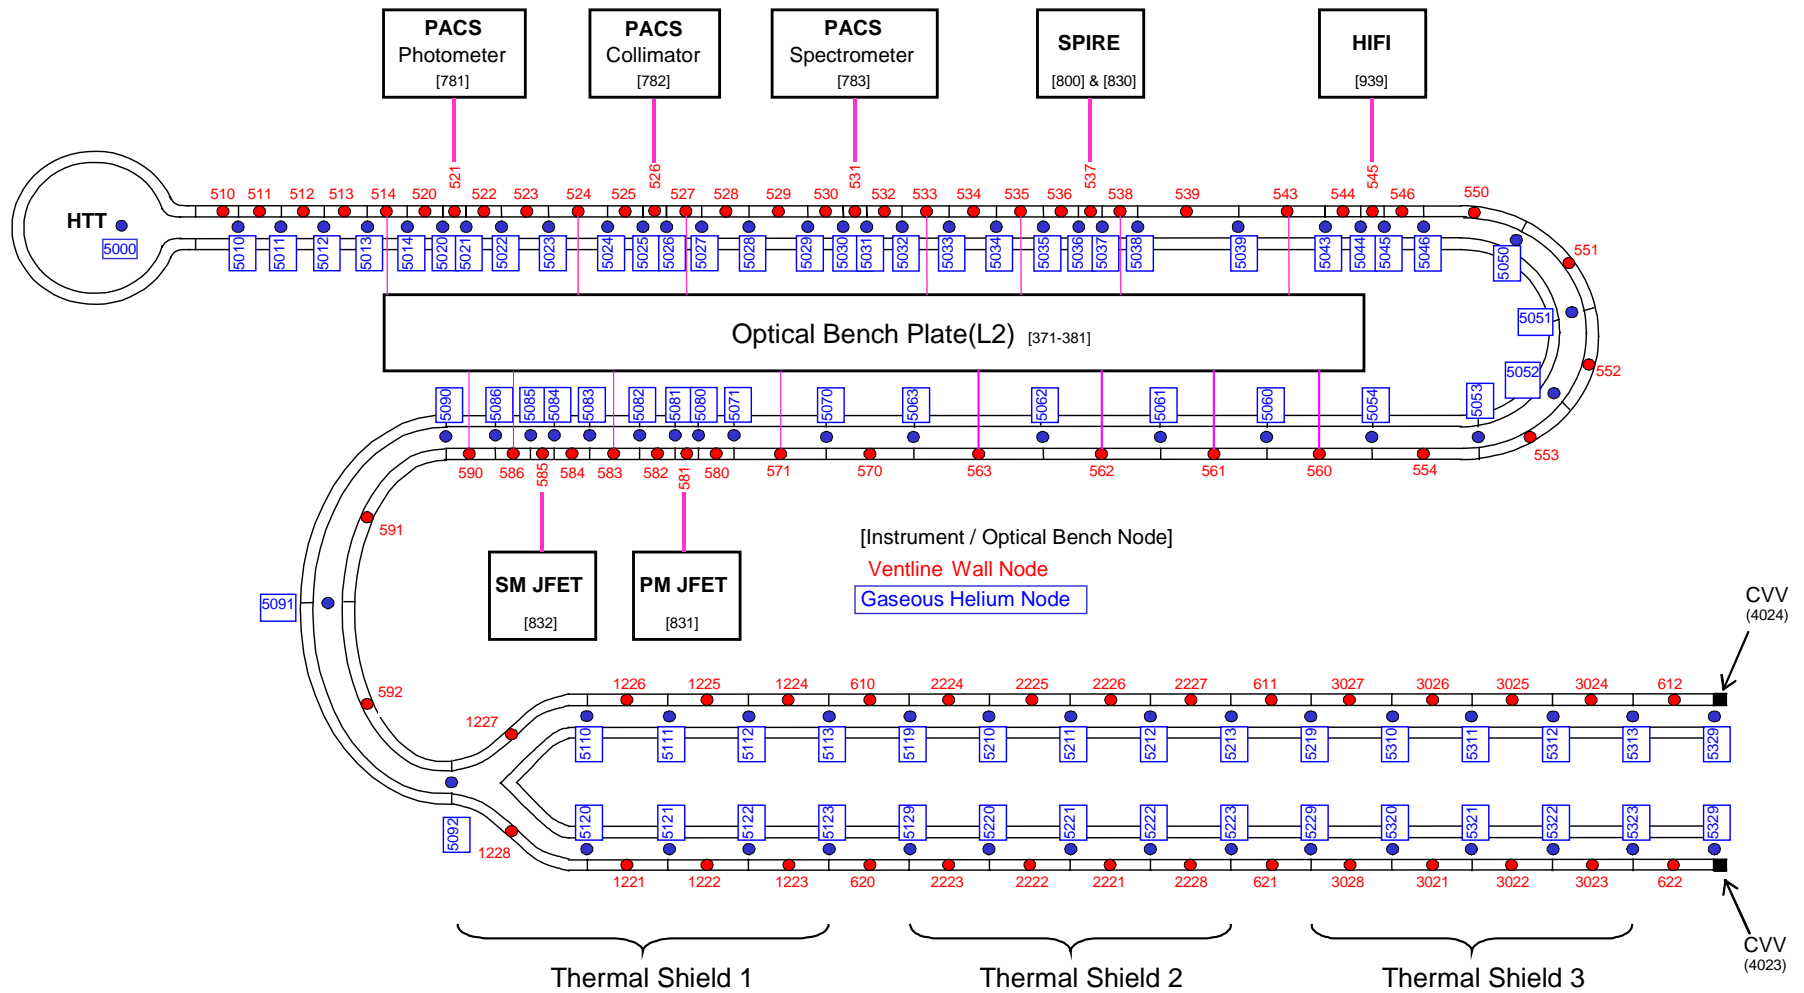 PACS
Photometer
[781]
PACS
Collimator
[782]
PACS
Spectrometer
[783]
SPIRE
[800] & [830]
HIFI
[939]
510 511 512 513 514 520 521 522 523 524 525 526 527 528 529 530 531 532 533 534 535 536 537 538 539 543 544 545 546 550
HTT
5000
5010 5011 5012 5013 5014 5020 5021 5022 5023 5024 5025 5026 5027 5028 5029 5030 5031 5032 5033 5034 5035 5036 5037 5038 5039 5043 5044 5045 5046 5050
551
5051
552
5052
553
Optical Bench Plate(L2) [371-381]
5090 5086 5085 5084 5083 5082 5081 5080 5071 5070 5063 5062 5061 5060 5054 5053
590 586 585 584 583 582 581 580 571 570 563 562 561 560 554
591
SM JFET
[832]
PM JFET
[831]
[Instrument / Optical Bench Node]
Ventline Wall Node
Gaseous Helium Node
5091
592
CVV
(4024)
1227 1226 1225 1224 610 2224 2225 2226 2227 611 3027 3026 3025 3024 612
5110 5111 5112 5113 5119 5210 5211 5212 5213 5219 5310 5311 5312 5313 5329
5092
5120 5121 5122 5123 5129 5220 5221 5222 5223 5229 5320 5321 5322 5323 5329
1228 1221 1222 1223 620 2223 2222 2221 2228 621 3028 3021 3022 3023 622
CVV
(4023)
Thermal Shield 1
Thermal Shield 2
Thermal Shield 3